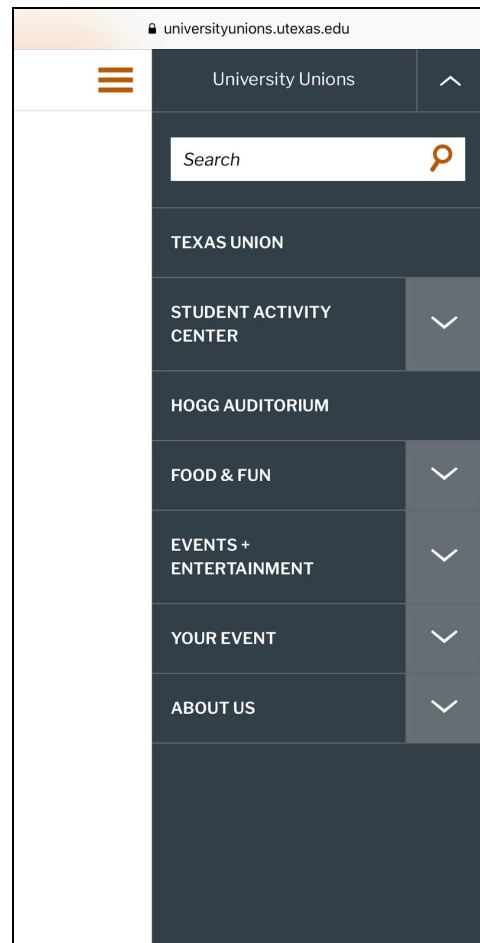 universityunions.utexas.edu
University Unions
Search
TEXAS UNION
STUDENT ACTIVITY
CENTER
HOGG AUDITORIUM
FOOD & FUN
EVENTS +
ENTERTAINMENT
YOUR EVENT
ABOUT US